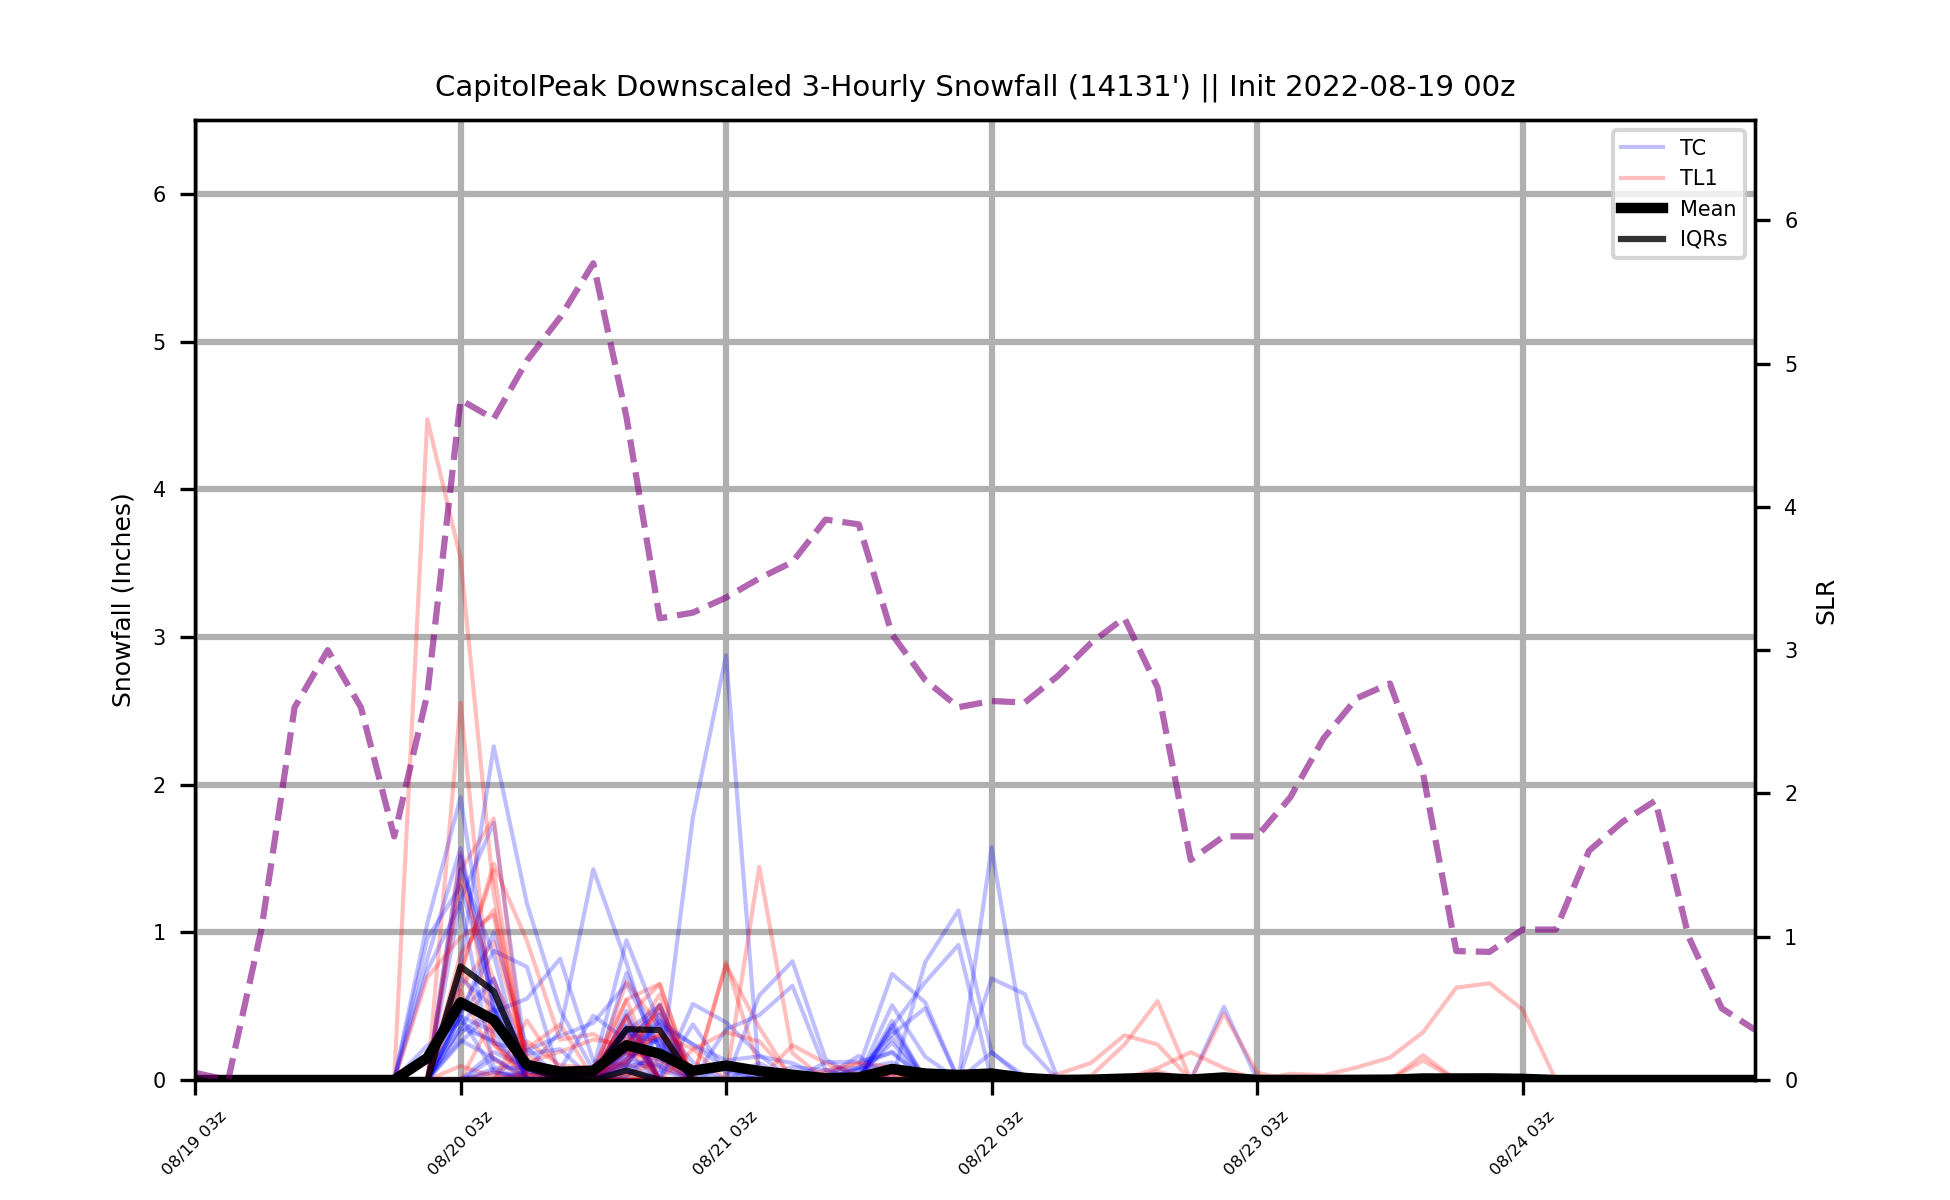 CapitolPeak Downscaled 3-Hourly Snowfall (14131') || Init 2022-08-19 00z
TC
TL1
Mean
IQRs
Snowfall (Inches)
6
5
4
3
2
1
0
SLR
6
5
4
3
2
1
0
08/19 03z
08/20 03z
08/21 03z
08/22 03z
08/23 03z
08/24 03z